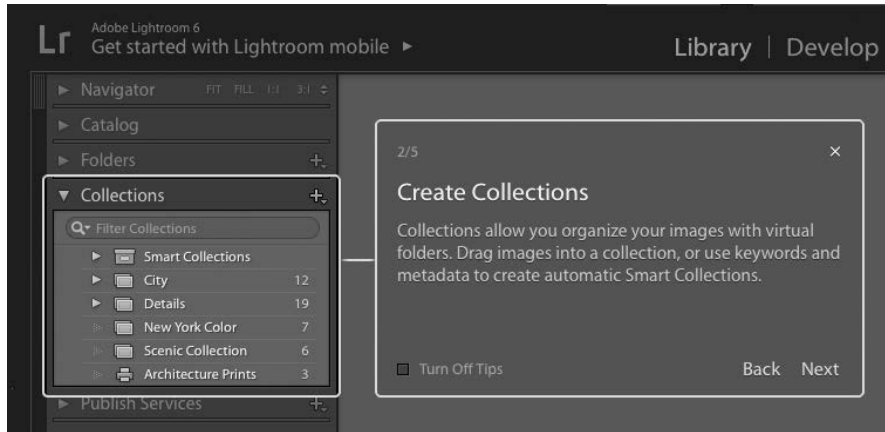 Lr
Adobe Lightroom 6
Get started with Lightroom mobile
Library | Develop
Navigator FIT FILL 1:1 3:1
Catalog
Folders
Collections
Filter Collections
Smart Collections
City 12
Details 19
New York Color 7
Scenic Collection 6
Architecture Prints 3
Publish Services
2/5
Create Collections
Collections allow you organize your images with virtual
folders. Drag images into a collection, or use keywords and
metadata to create automatic Smart Collections.
Turn Off Tips
Back Next